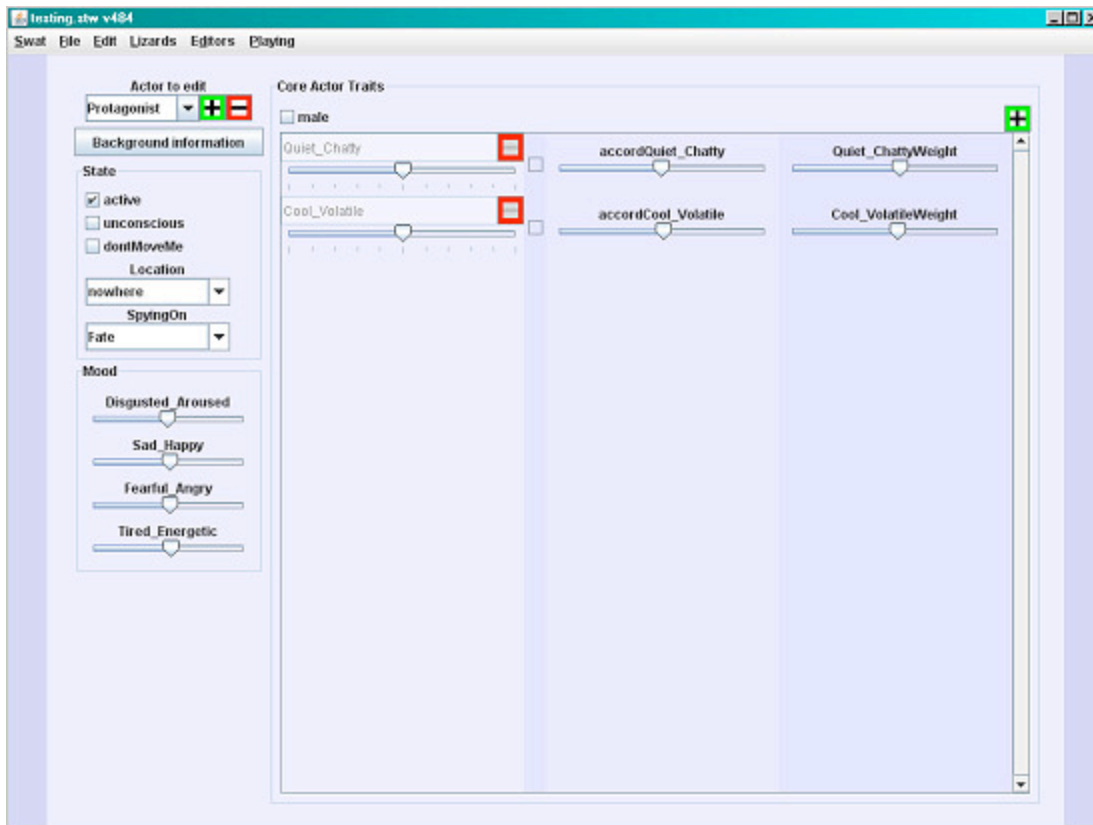 testing.stw v484
Swat File Edit Lizards Editors Playing
Actor to edit
Protagonist
Background information
State
active
unconscious
dontMoveMe
Location
nowhere
SpyingOn
Fate
Mood
Disgusted_Aroused
Sad_Happy
Fearful_Angry
Tired_Energetic
Core Actor Traits
male
Quiet_Chatty accordQuiet_Chatty Quiet_ChattyWeight
Cool_Volatile accordCool_Volatile Cool_VolatileWeight